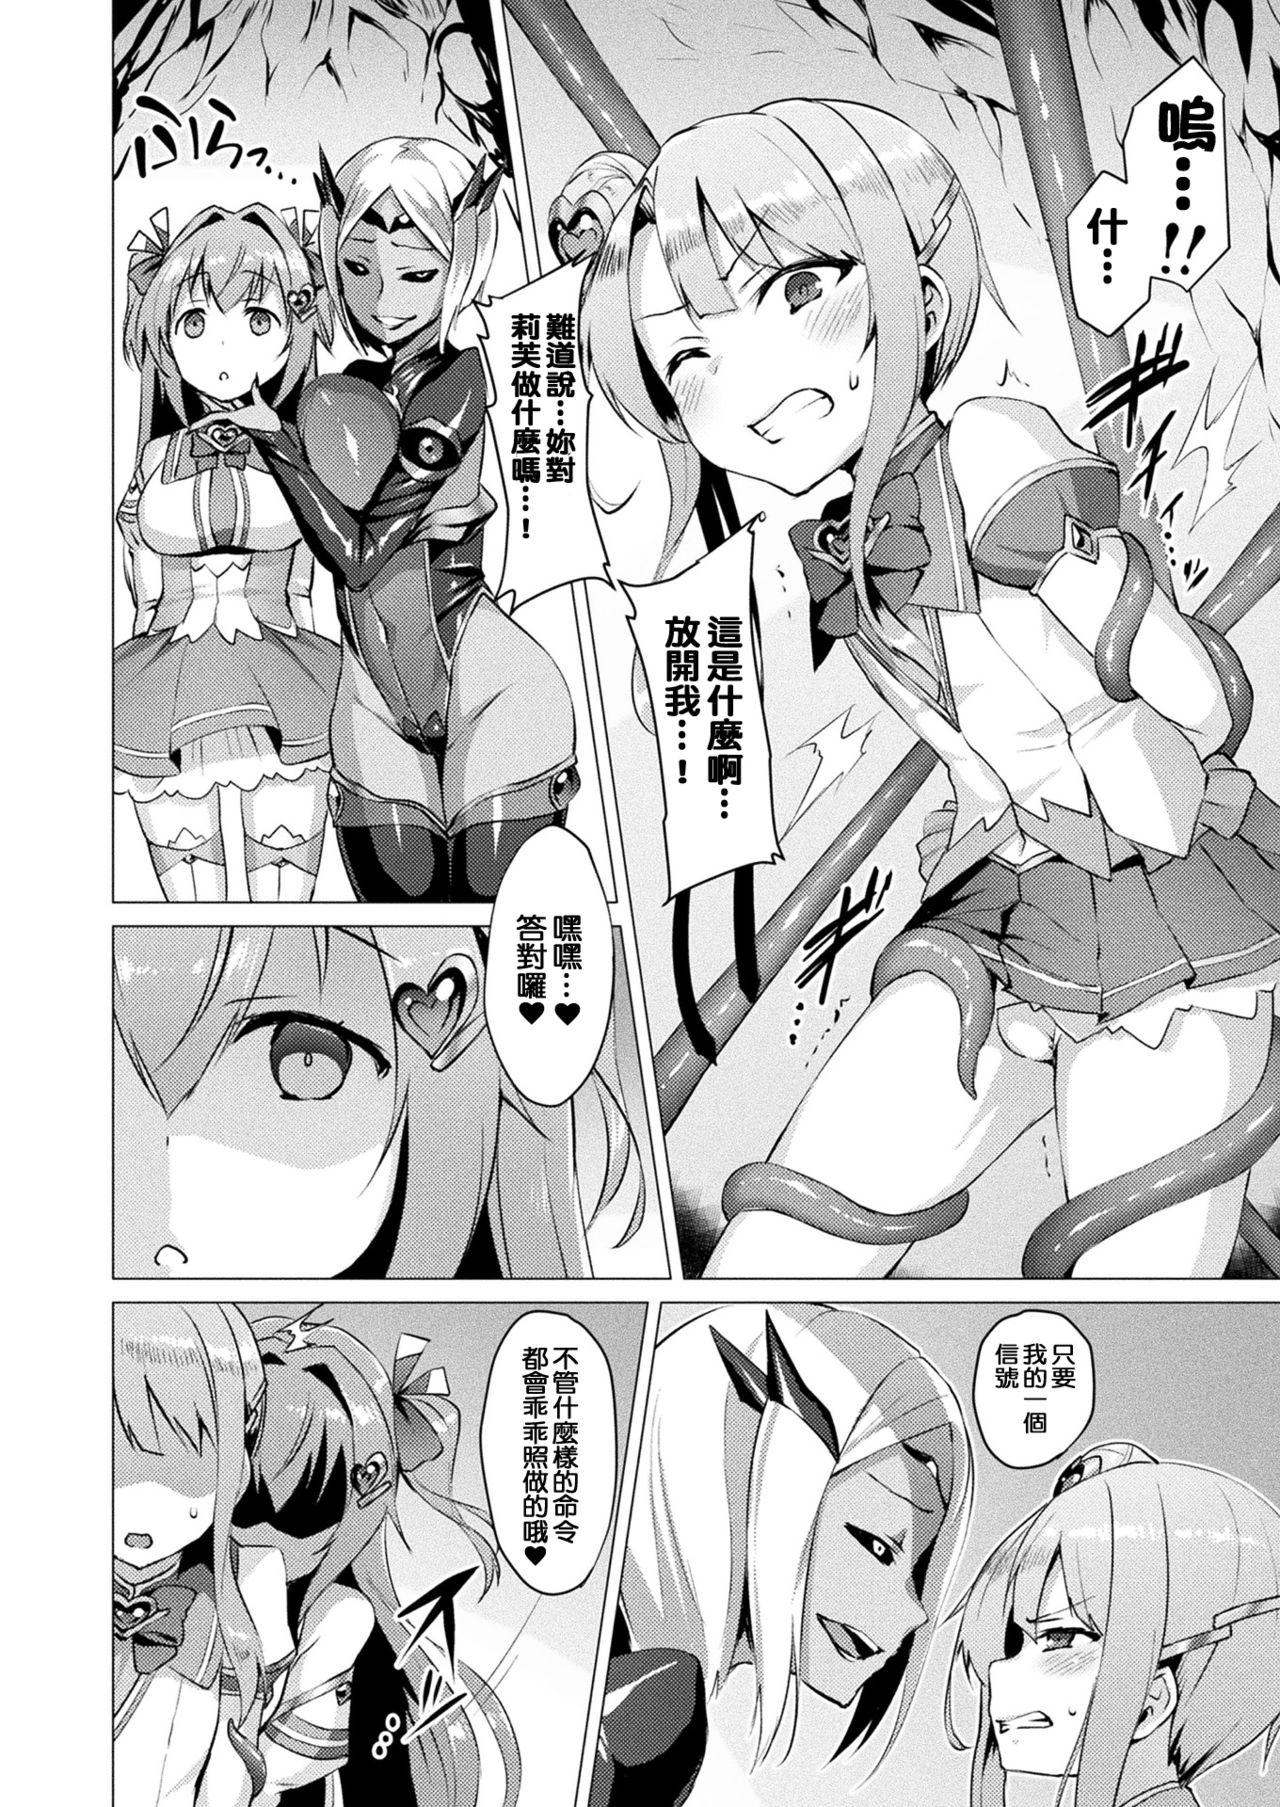 嗚…!!
什…
這是什麼啊…
放開我…！
難道說…妳對
莉芙做什麼嗎…！
ふらっ…
嘿嘿…♥
答對囉♥
只要
我的一個
信號
不管什麼樣的命令
都會乖乖照做的哦♥